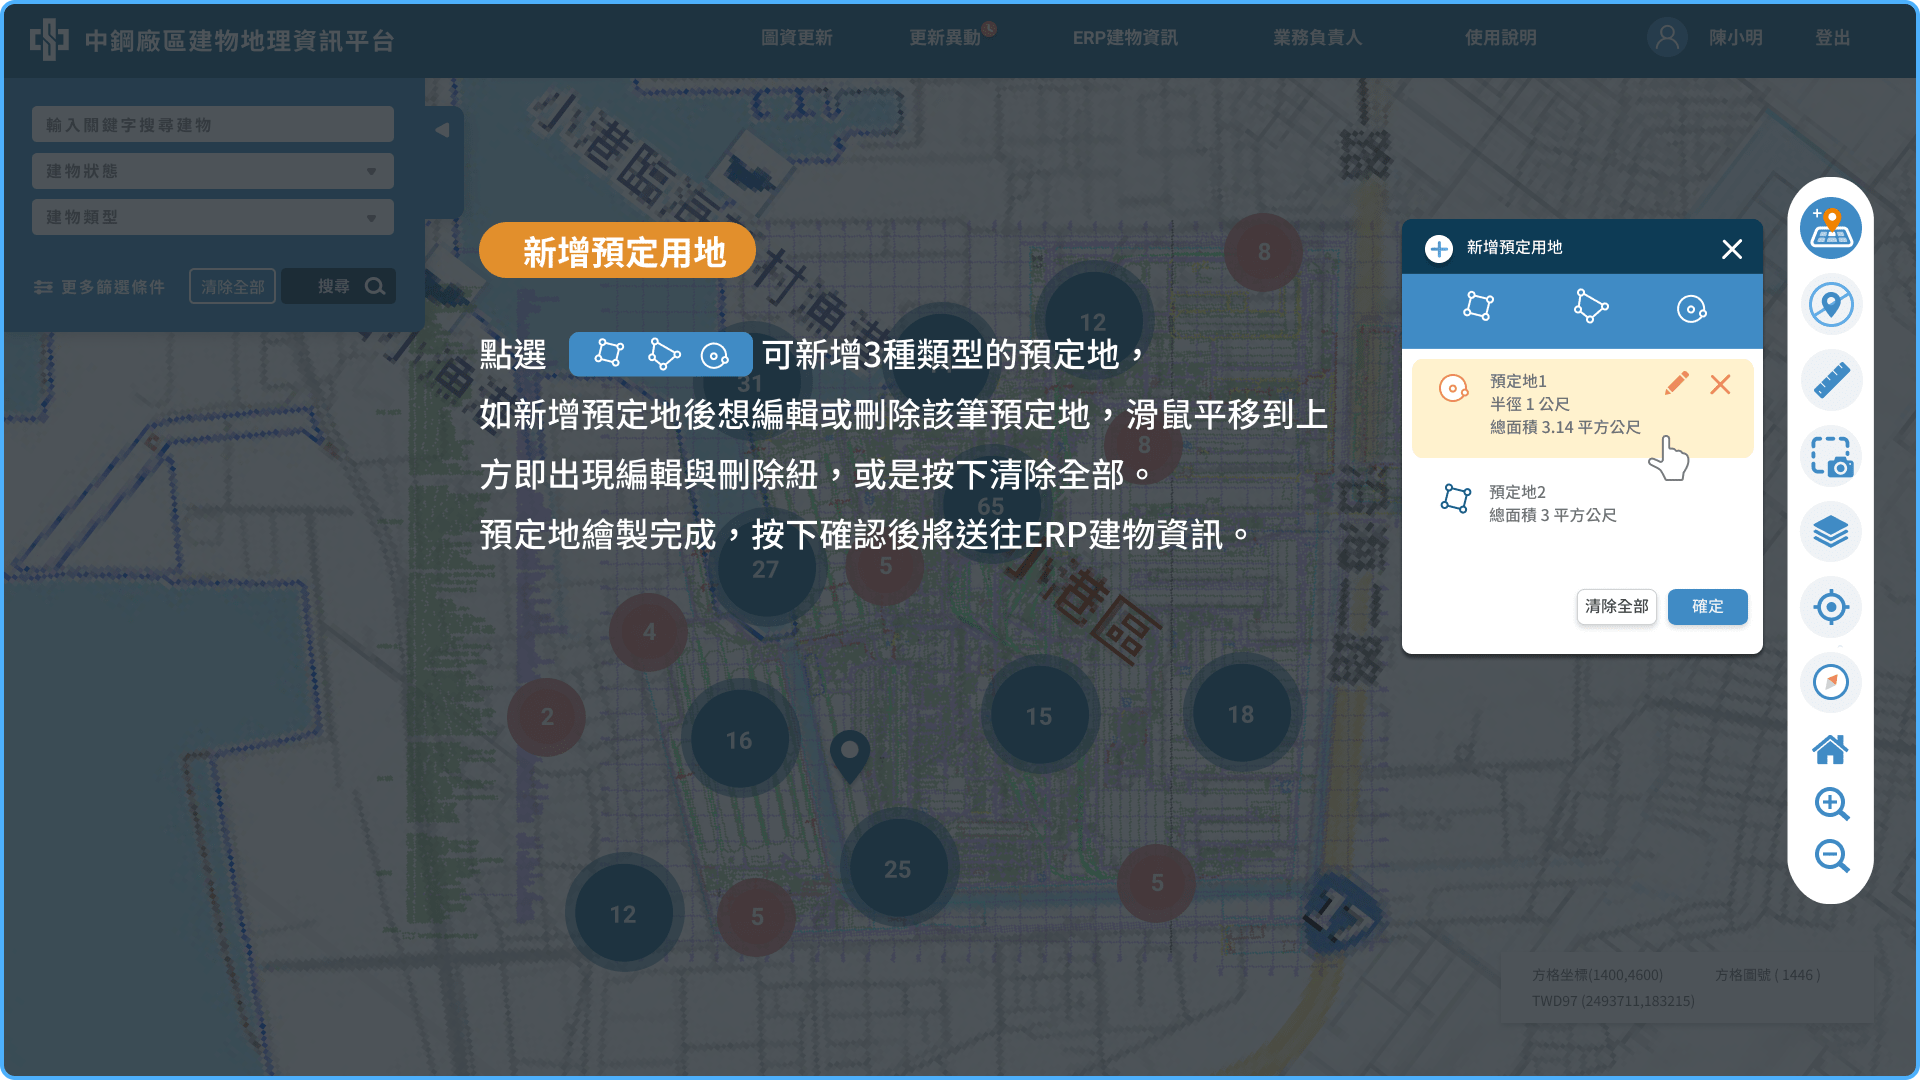 中鋼廠區建物地理資訊平台
圖資更新
更新異動
ERP建物資訊
業務負責人
使用說明
陳小明
登出
輸入關鍵字搜尋建物
建物狀態
建物類型
更多篩選條件
清除全部
搜尋
新增預定用地
點選 可新增3種類型的預定地，
如新增預定地後想編輯或刪除該筆預定地，滑鼠平移到上
方即出現編輯與刪除紐，或是按下清除全部。
預定地繪製完成，按下確認後將送往ERP建物資訊。
新增預定用地
預定地1
半徑 1 公尺
總面積 3.14 平方公尺
預定地2
總面積 3 平方公尺
清除全部
確定
8
12
31
8
65
27
5
4
2
16
15
18
25
5
12
5
小港區
17
方格坐標(1400,4600)
方格圖號 ( 1446 )
TWD97 (2493711,183215)